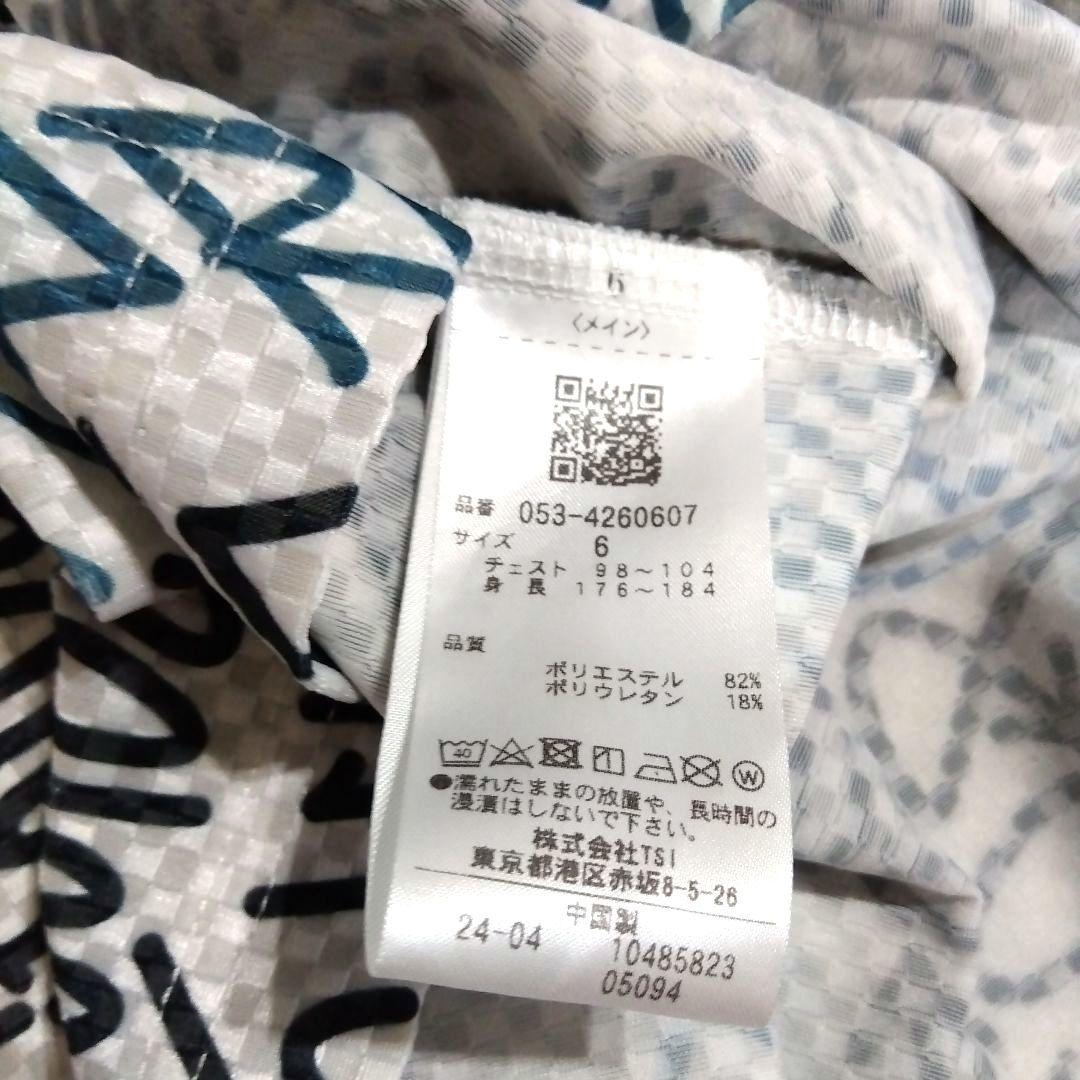 6
〈メイン〉
品番 053-4260607
サイズ 6
チェスト 98～104
身長 176～184
品質
ポリエステル 82%
ポリウレタン 18%
40
W
●濡れたままの放置や、長時間の
浸漬はしないで下さい。
株式会社TSI
東京都港区赤坂8-5-26
中国製
24-04 10485823
05094